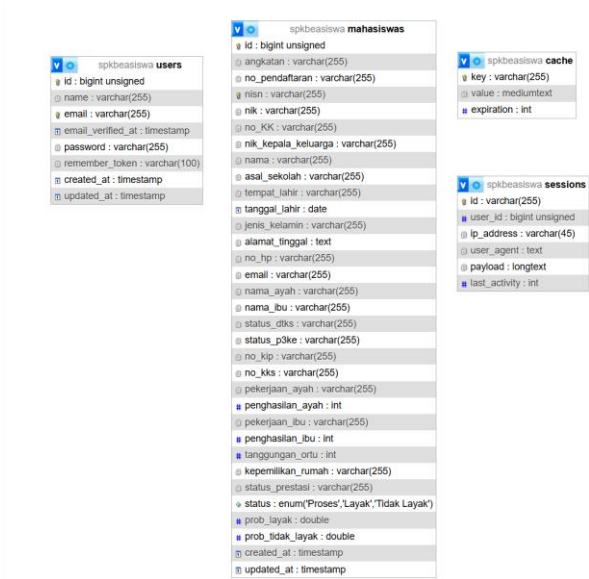 spkbeasiswa users
id : bigint unsigned
name : varchar(255)
email : varchar(255)
email_verified_at : timestamp
password : varchar(255)
remember_token : varchar(100)
created_at : timestamp
updated_at : timestamp
spkbeasiswa mahasiswas
id : bigint unsigned
angkatan : varchar(255)
no_pendaftaran : varchar(255)
nisn : varchar(255)
nik : varchar(255)
no_KK : varchar(255)
nik_kepala_keluarga : varchar(255)
nama : varchar(255)
asal_sekolah : varchar(255)
tempat_lahir : varchar(255)
tanggal_lahir : date
jenis_kelamin : varchar(255)
alamat_tinggal : text
no_hp : varchar(255)
email : varchar(255)
nama_ayah : varchar(255)
nama_ibu : varchar(255)
status_dtks : varchar(255)
status_p3ke : varchar(255)
no_kip : varchar(255)
no_kks : varchar(255)
pekerjaan_ayah : varchar(255)
penghasilan_ayah : int
pekerjaan_ibu : varchar(255)
penghasilan_ibu : int
tanggungan_ortu : int
kepemilikan_rumah : varchar(255)
status_prestasi : varchar(255)
status : enum('Proses','Layak','Tidak Layak')
prob_layak : double
prob_tidak_layak : double
created_at : timestamp
updated_at : timestamp
spkbeasiswa cache
key : varchar(255)
value : mediumtext
expiration : int
spkbeasiswa sessions
id : varchar(255)
user_id : bigint unsigned
ip_address : varchar(45)
user_agent : text
payload : longtext
last_activity : int